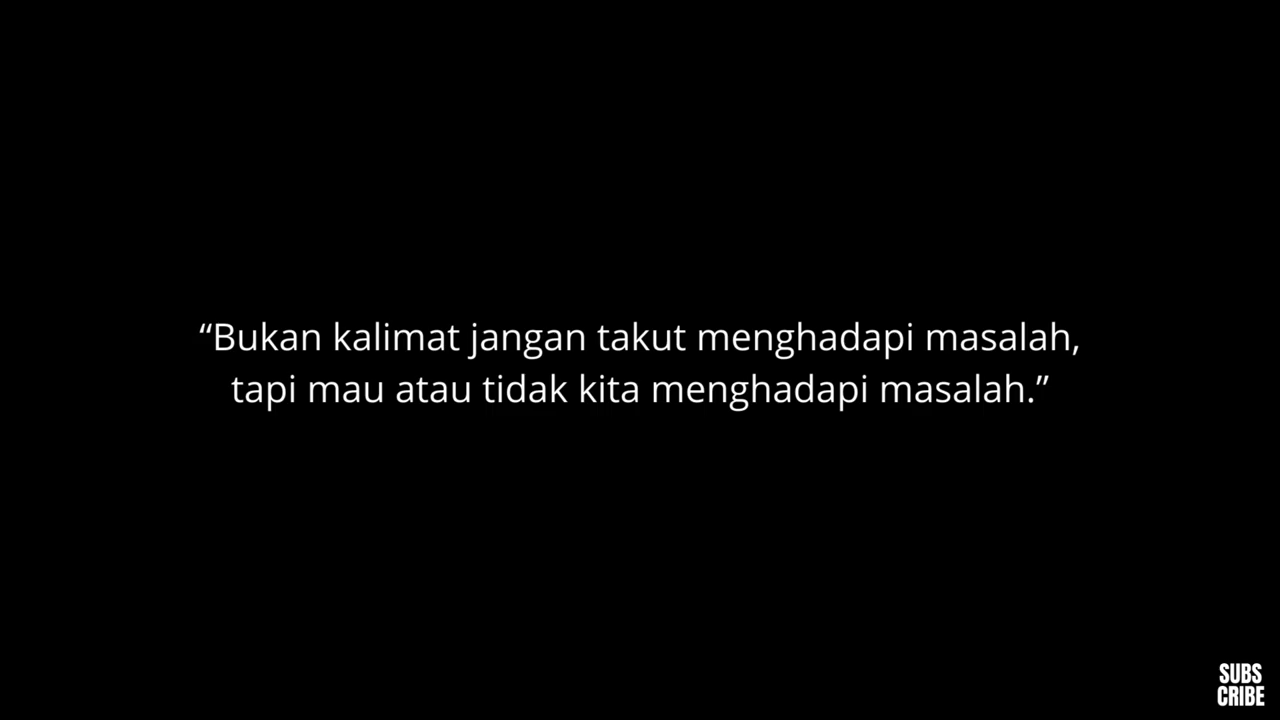 “Bukan kalimat jangan takut menghadapi masalah,
tapi mau atau tidak kita menghadapi masalah.”
SUBS
CRIBE